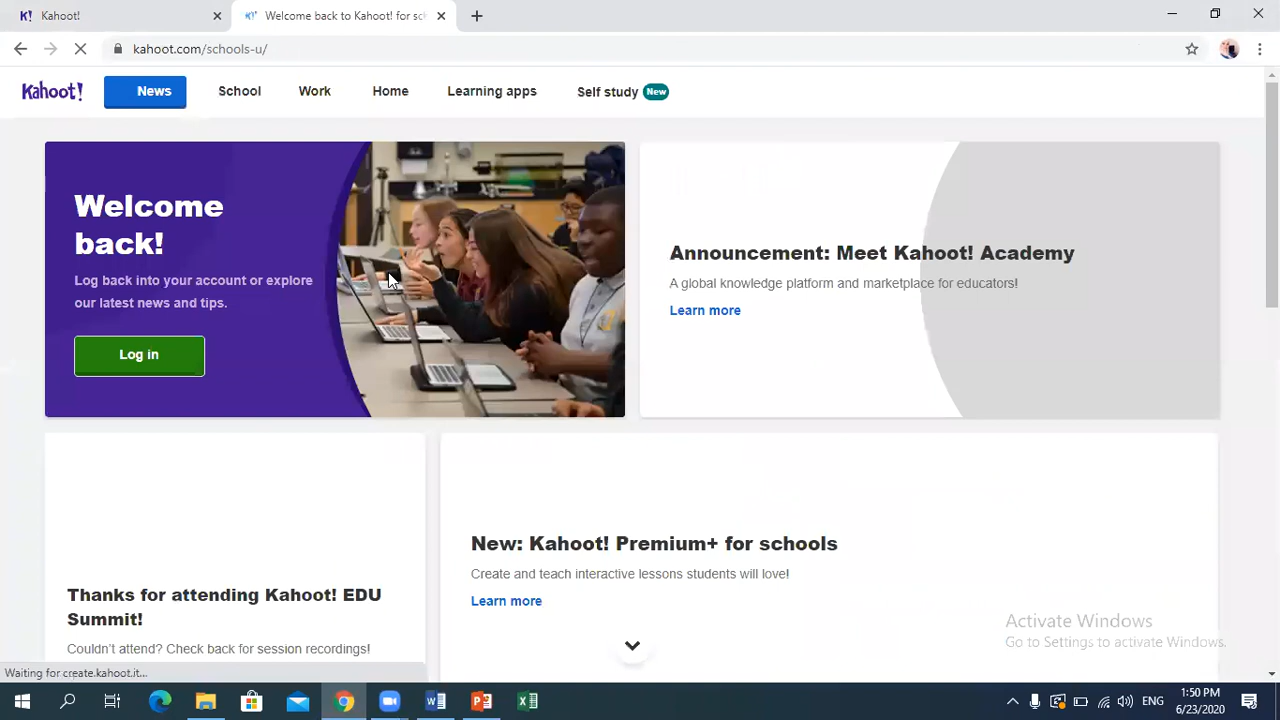 Kahoot!
Welcome back to Kahoot! for sch
kahoot.com/schools-u/
Kahoot!
News
School
Work
Home
Learning apps
Self study New
Welcome
back!
Log back into your account or explore
our latest news and tips.
Log in
Announcement: Meet Kahoot! Academy
A global knowledge platform and marketplace for educators!
Learn more
Thanks for attending Kahoot! EDU
Summit!
Couldn't attend? Check back for session recordings!
New: Kahoot! Premium+ for schools
Create and teach interactive lessons students will love!
Learn more
Activate Windows
Go to Settings to activate Windows.
Waiting for create.kahoot.it...
ENG
1:50 PM
6/23/2020